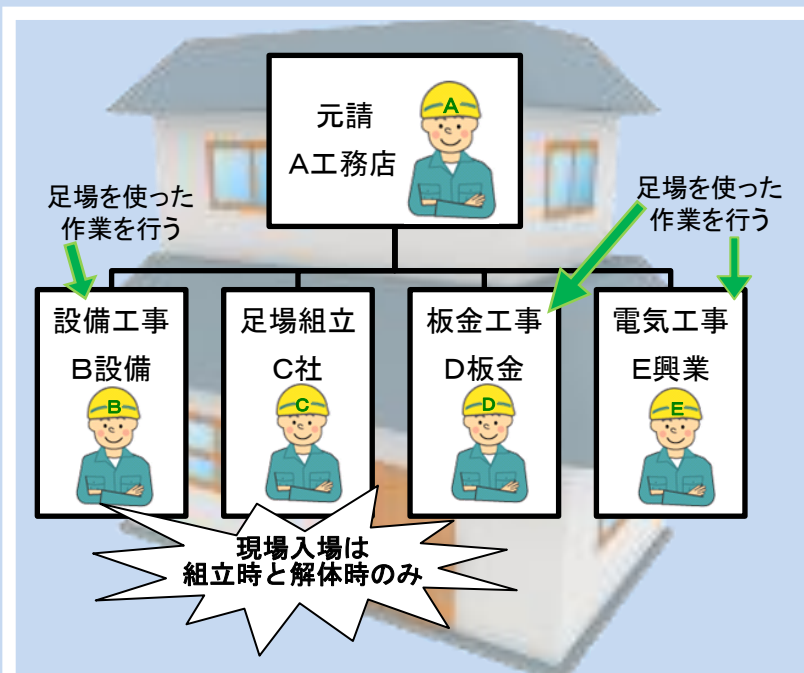 元請
A工務店
A
足場を使った
作業を行う
足場を使った
作業を行う
設備工事
B設備
B
足場組立
C社
C
板金工事
D板金
D
電気工事
E興業
E
現場入場は
組立時と解体時のみ